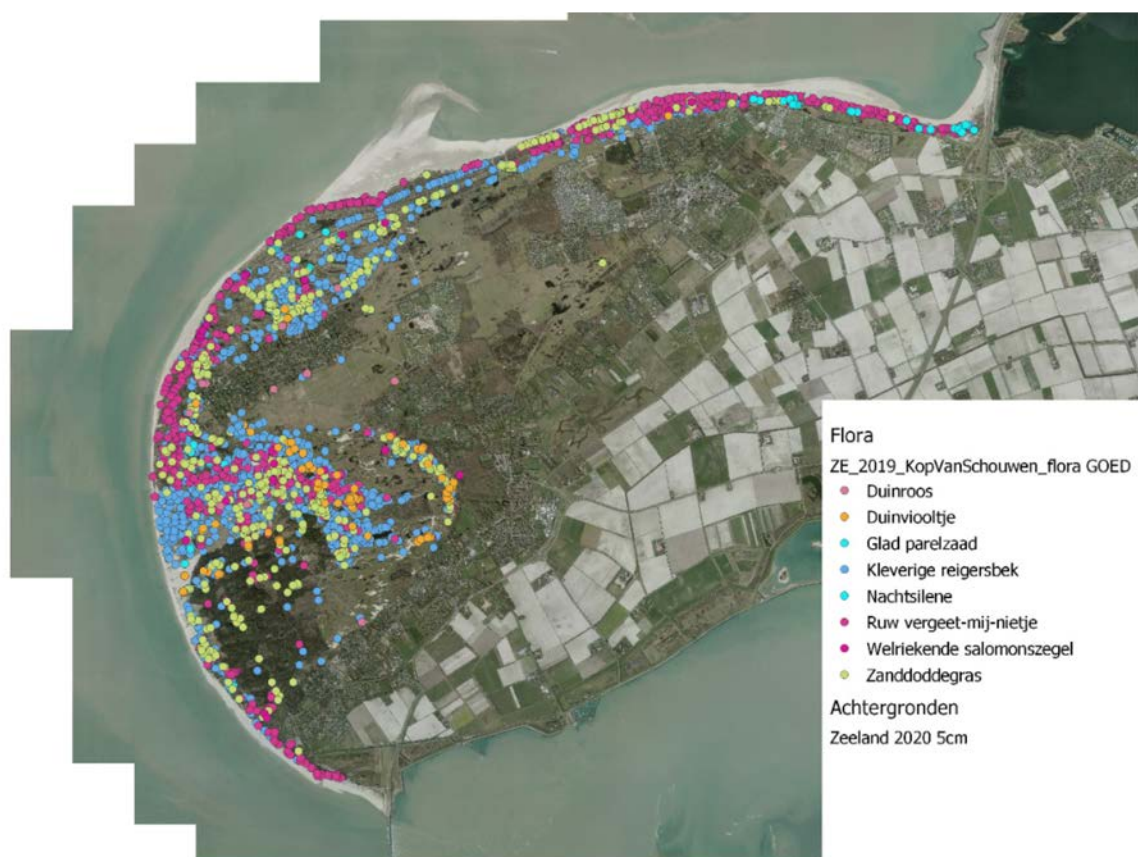 Flora
ZE_2019_KopVanSchouwen_flora GOED
Duinroos
Duinviooltje
Glad parelzaad
Kleverige reigersbek
Nachtsilene
Ruw vergeet-mij-nietje
Welriekende salomonszegel
Zanddoddegras
Achtergronden
Zeeland 2020 5cm